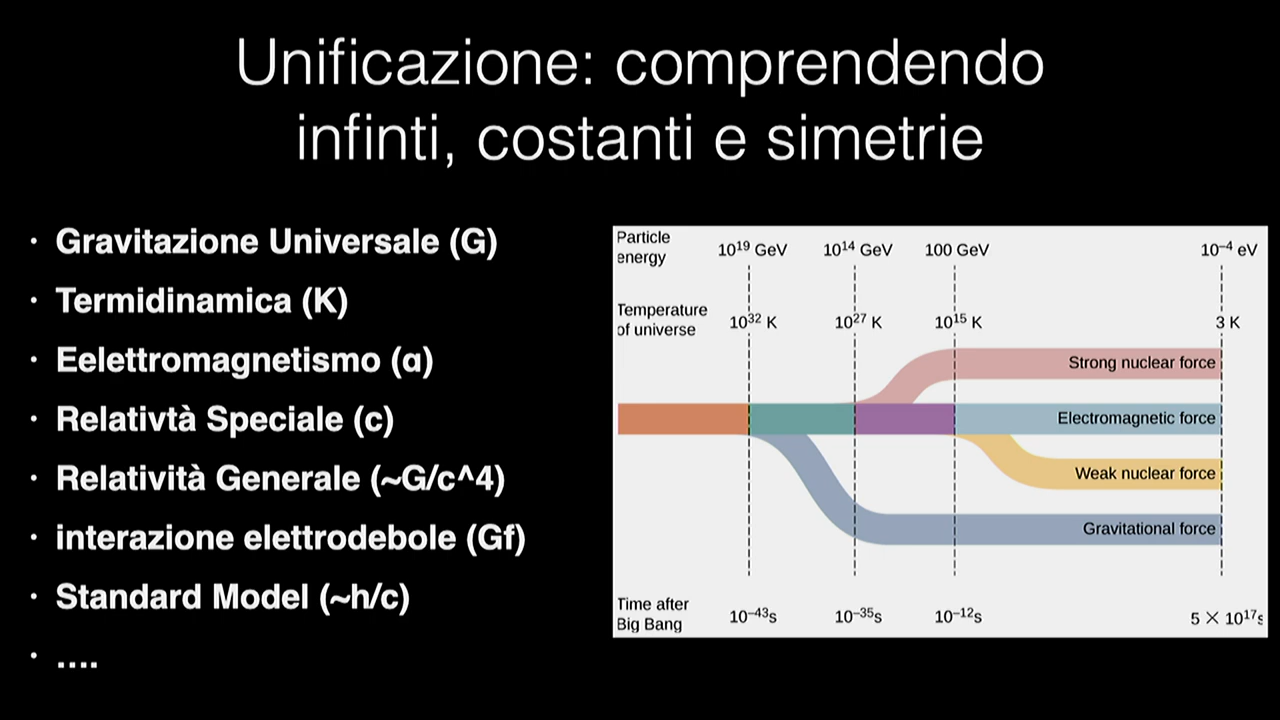 Unificazione: comprendendo
infinti, costanti e simetrie
· Gravitazione Universale (G)
· Termidinamica (K)
· Eelettromagnetismo (α)
· Relativtà Speciale (c)
· Relatività Generale (~G/c^4)
· interazione elettrodebole (Gf)
· Standard Model (~h/c)
· ....
Particle
energy
10¹⁹ GeV 10¹⁴ GeV 100 GeV 10⁻⁴ eV
Temperature
of universe
10³² K 10²⁷ K 10¹⁵ K 3 K
Strong nuclear force
Electromagnetic force
Weak nuclear force
Gravitational force
Time after
Big Bang
10⁻⁴³s 10⁻³⁵s 10⁻¹²s 5 × 10¹⁷s